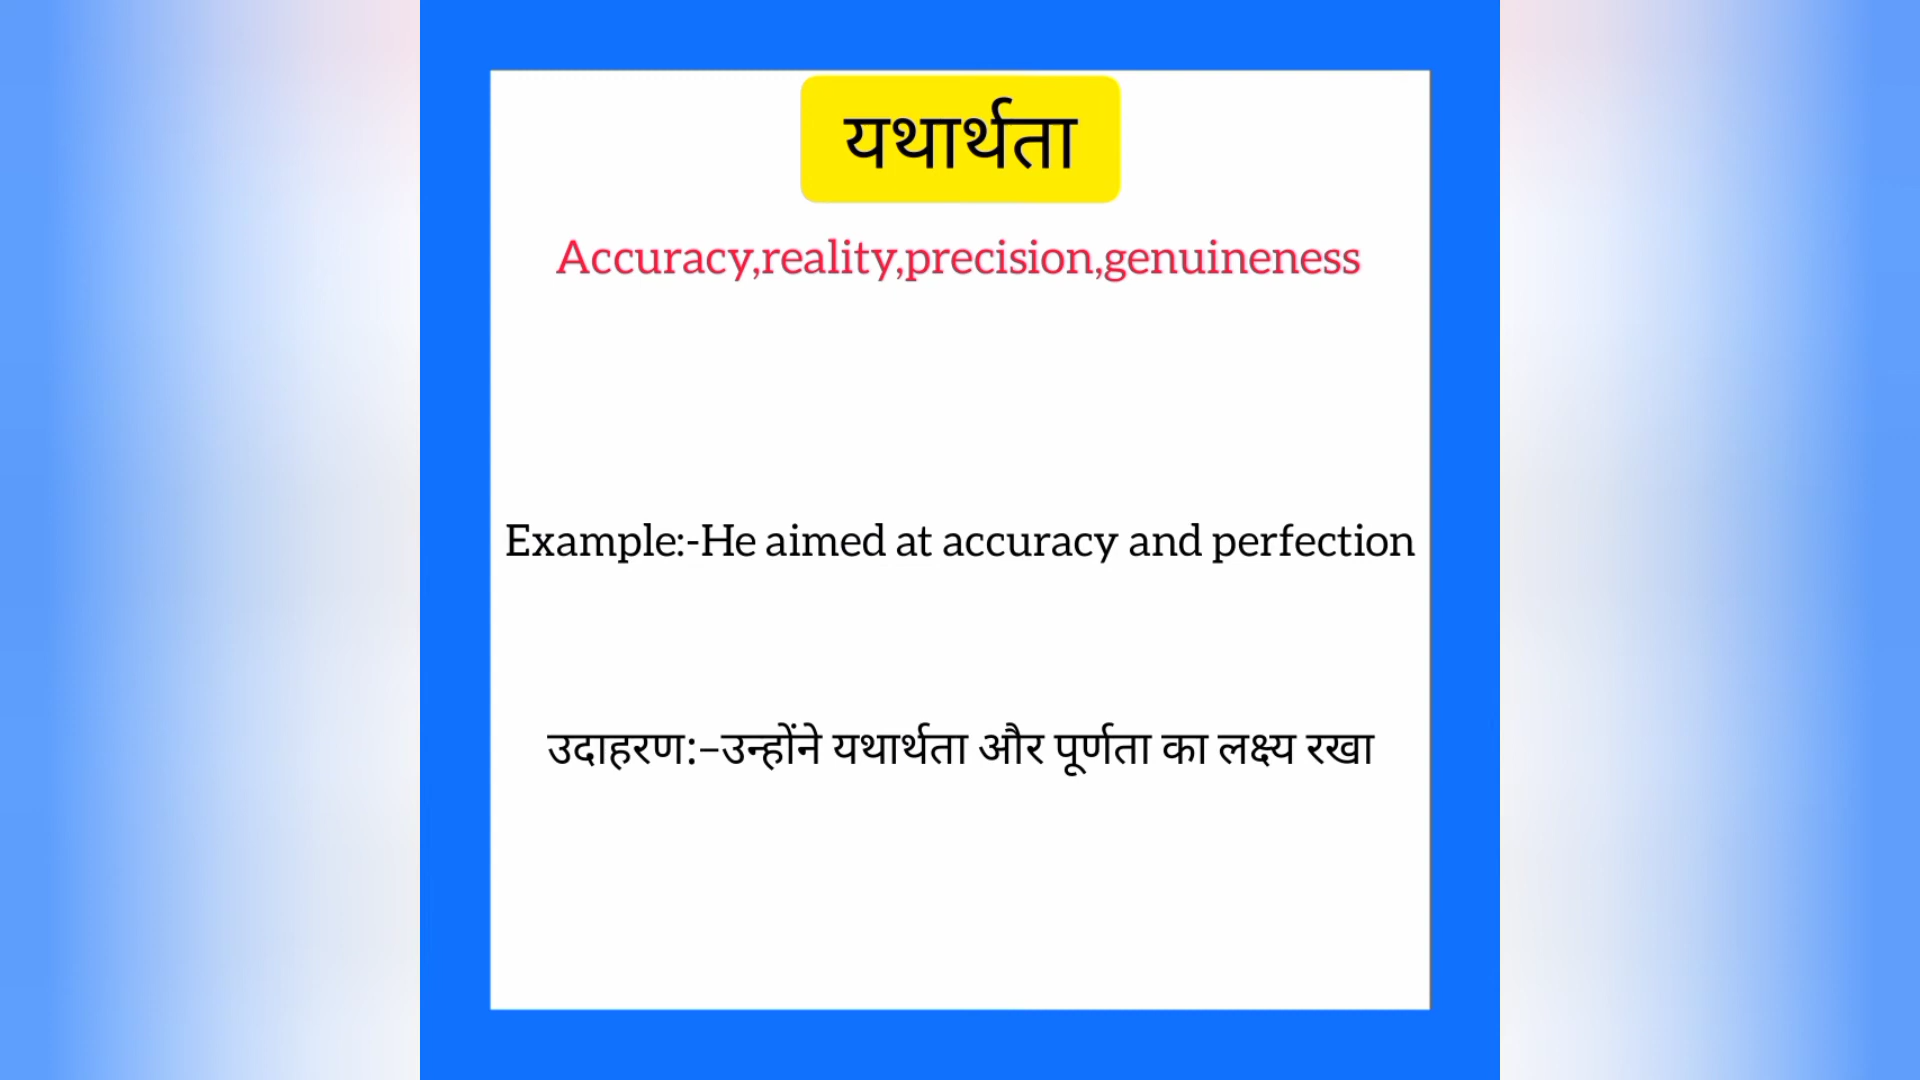 यथार्थता
Accuracy,reality,precision,genuineness
Example:-He aimed at accuracy and perfection
उदाहरण:–उन्होंने यथार्थता और पूर्णता का लक्ष्य रखा